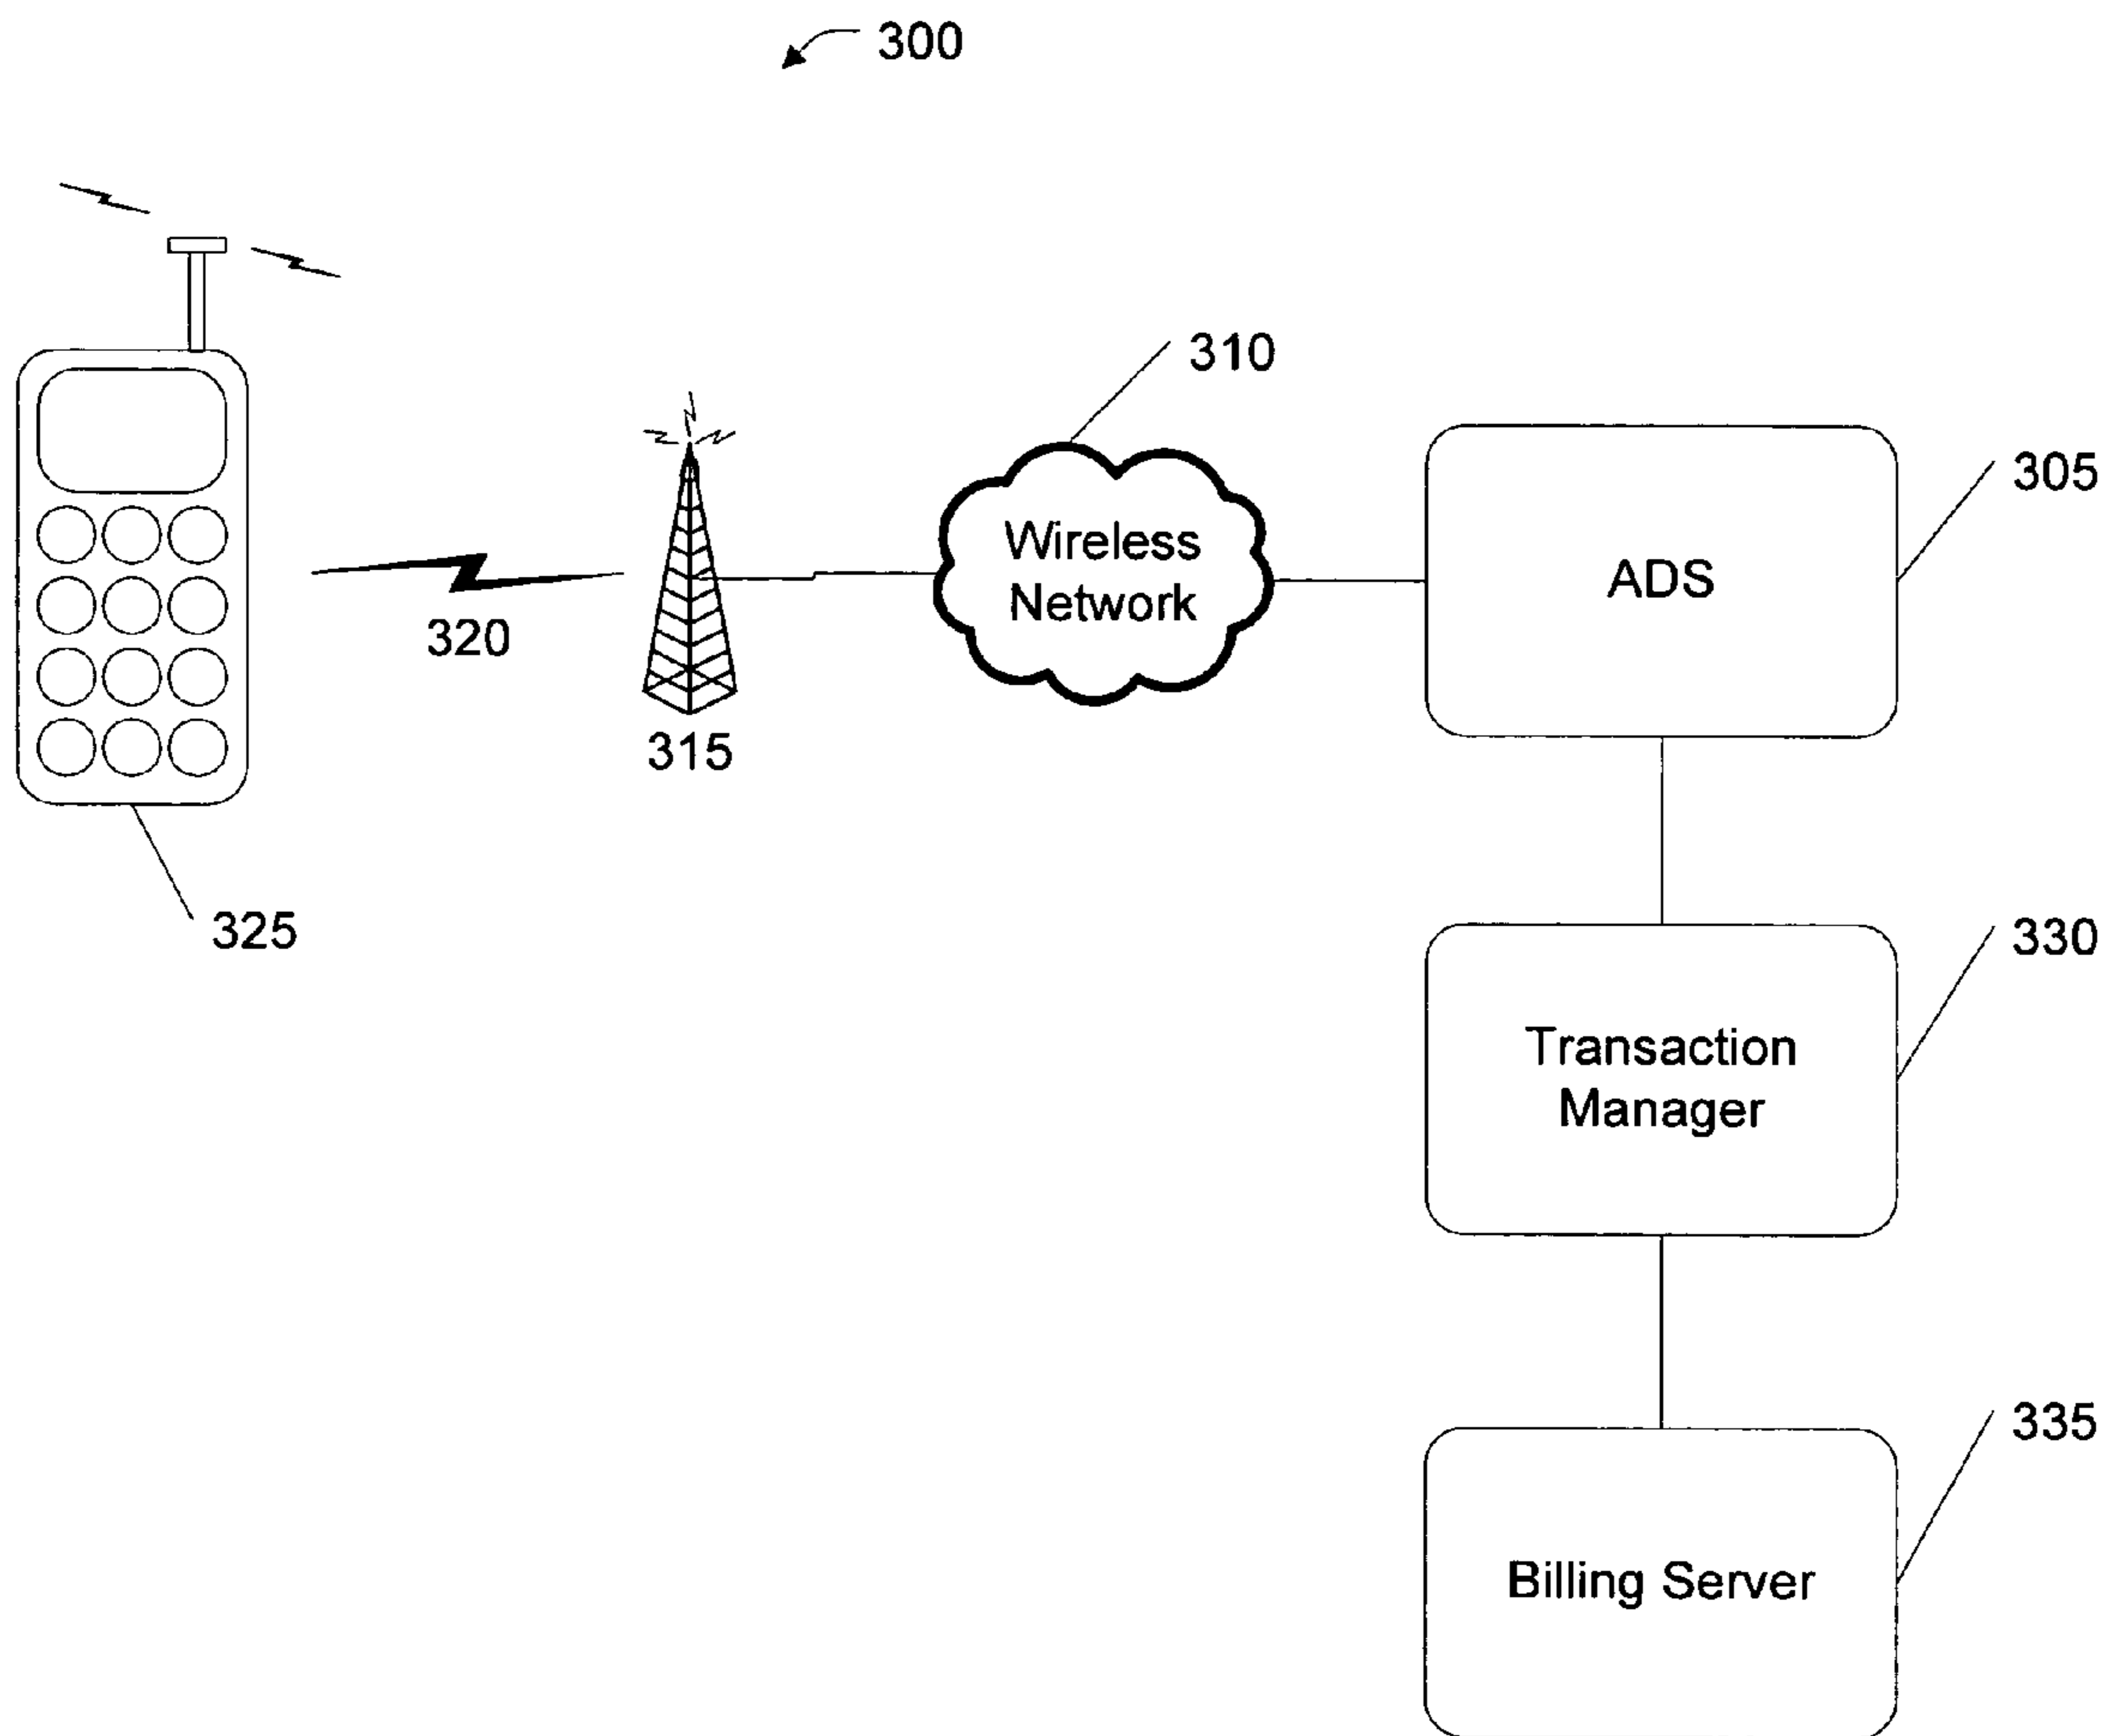 300
310
305
Wireless
Network
ADS
320
315
325
330
Transaction
Manager
335
Billing Server